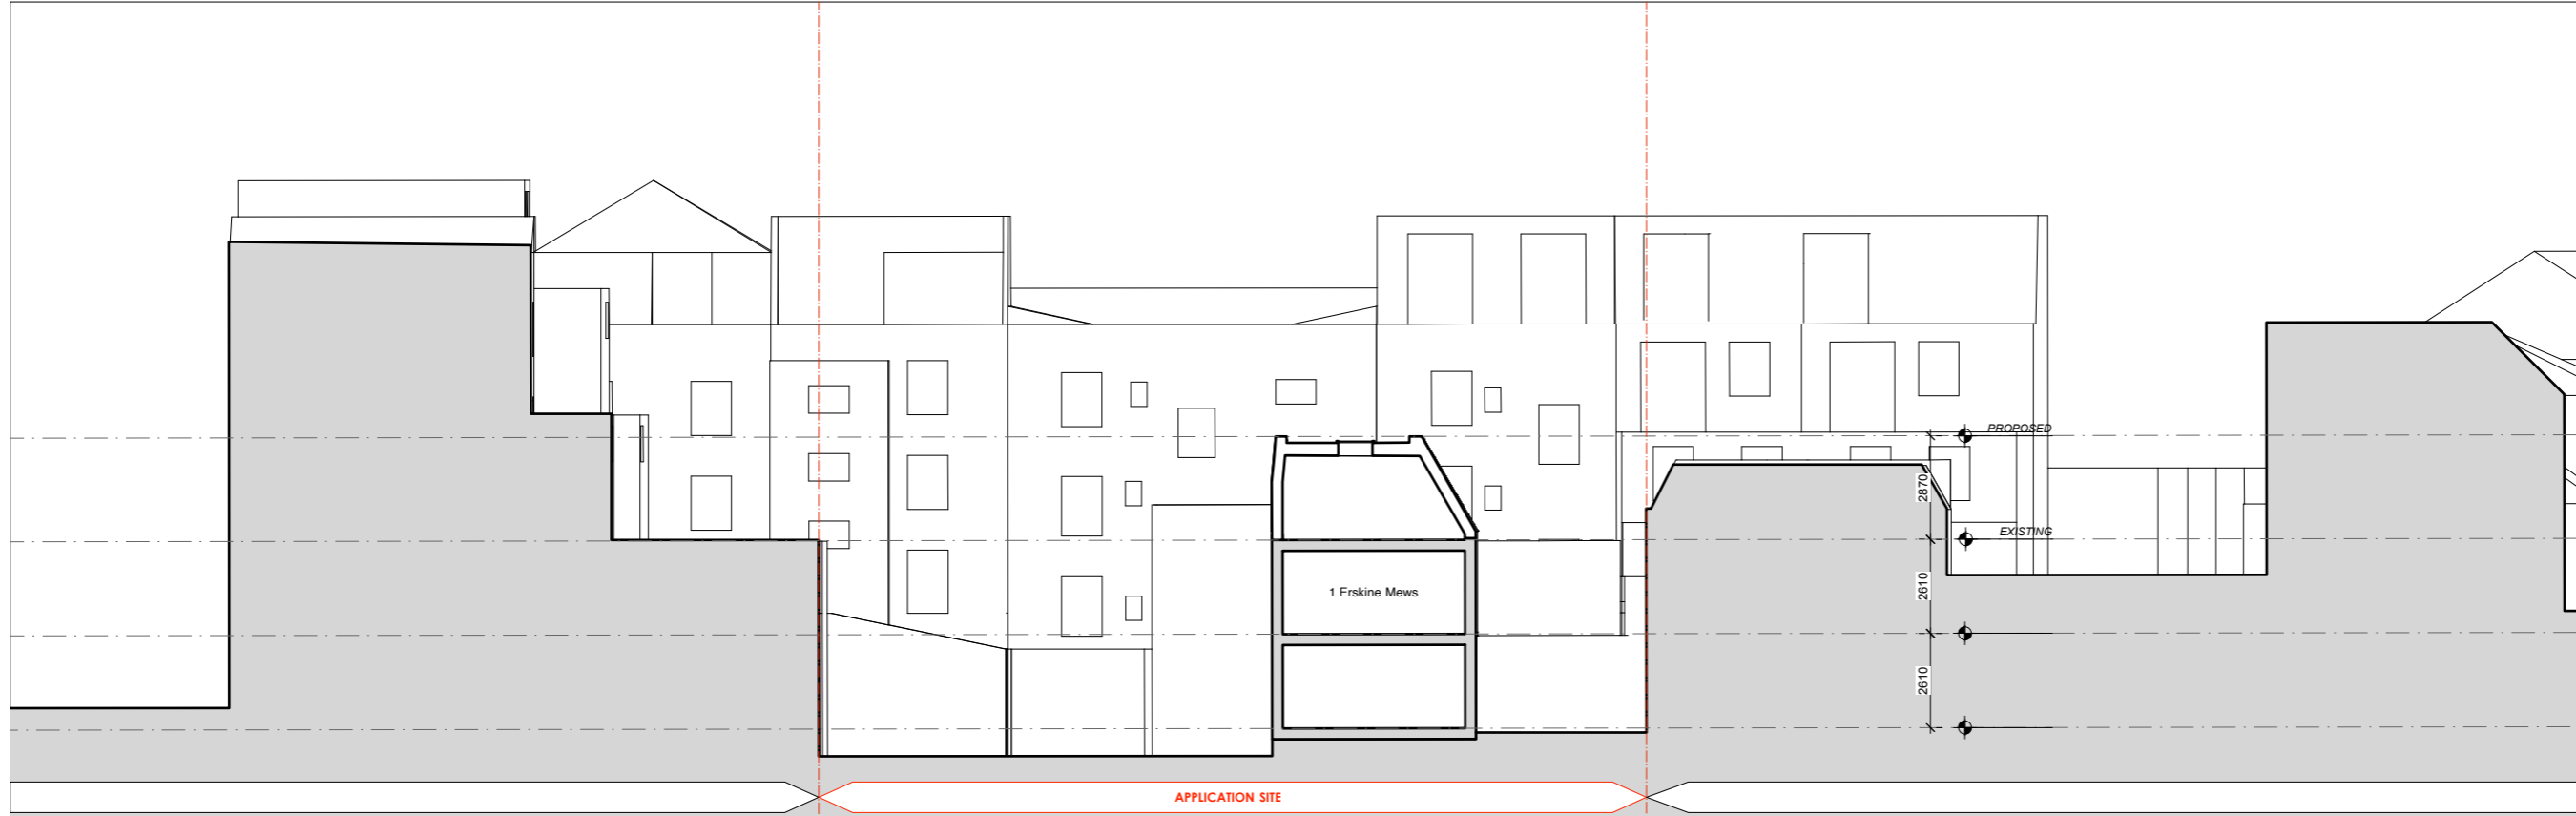 PROPOSED
2870
EXISTING
2610
1 Erskine Mews
2610
APPLICATION SITE